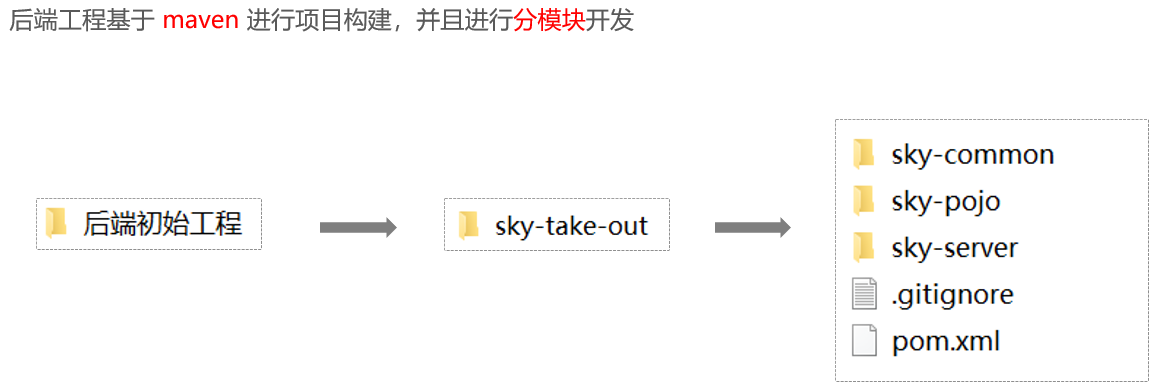 后端工程基于 maven 进行项目构建，并且进行分模块开发
后端初始工程
sky-take-out
sky-common
sky-pojo
sky-server
.gitignore
pom.xml